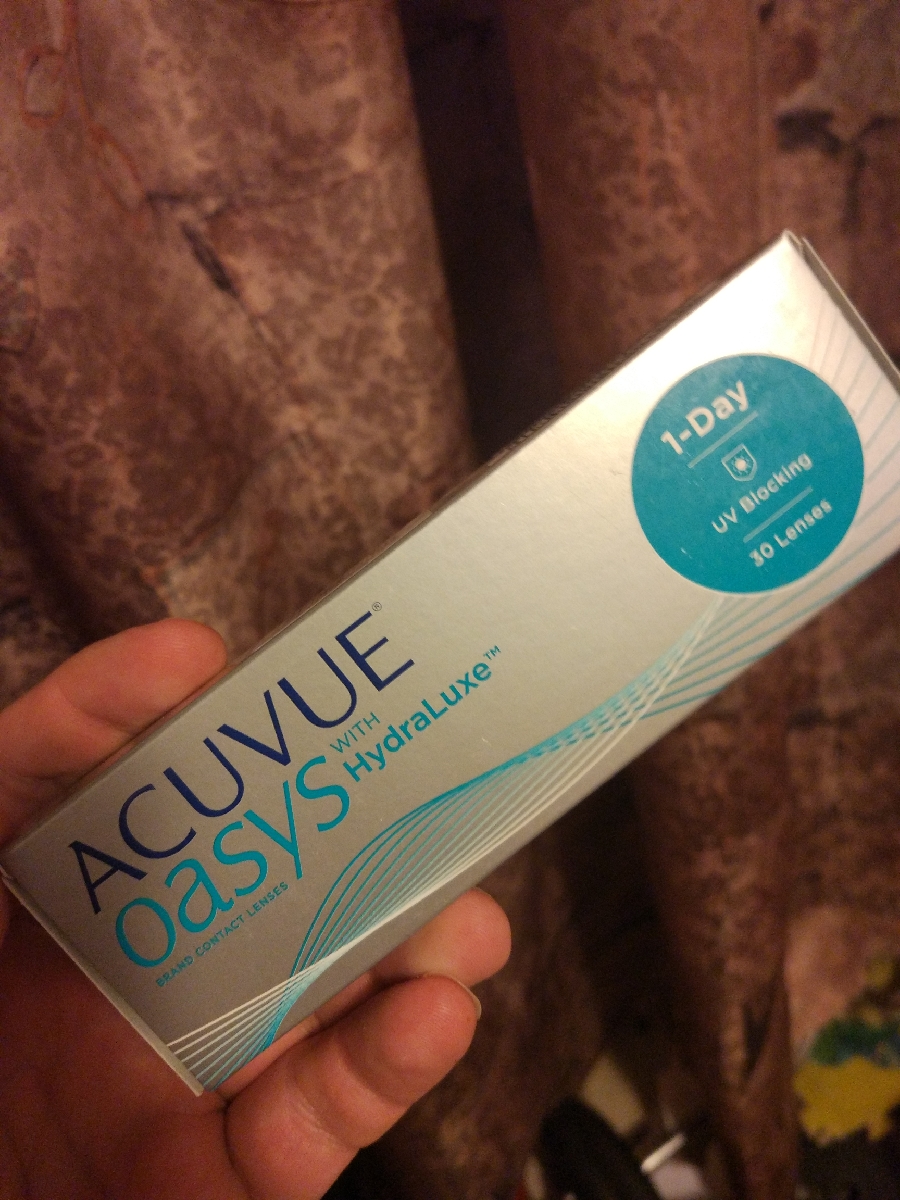 1-Day
UV Blocking
30 Lenses
ACUVUE®
oasys WITH HydraLuxe™
BRAND CONTACT LENSES